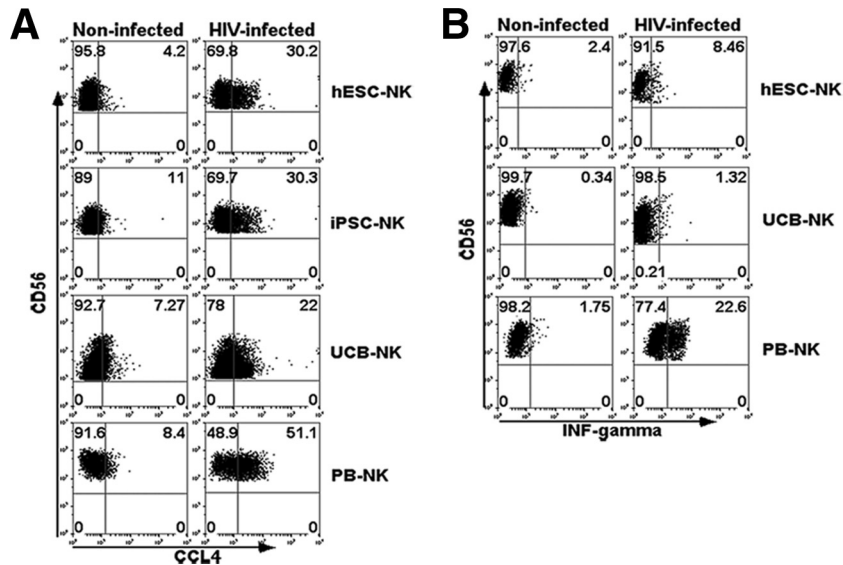 A
Non-infected HIV-infected
95.8 4.2 69.8 30.2
hESC-NK
0 0 0 0
89 11 69.7 30.3
iPSC-NK
0 0 0 0
92.7 7.27 78 22
UCB-NK
0 0 0 0
91.6 8.4 48.9 51.1
PB-NK
0 0 0 0
CD56
CCL4
B
Non-infected HIV-infected
97.6 2.4 91.5 8.46
hESC-NK
0 0 0 0
99.7 0.34 98.5 1.32
UCB-NK
0 0 0.21 0
98.2 1.75 77.4 22.6
PB-NK
0 0 0 0
CD56
INF-gamma